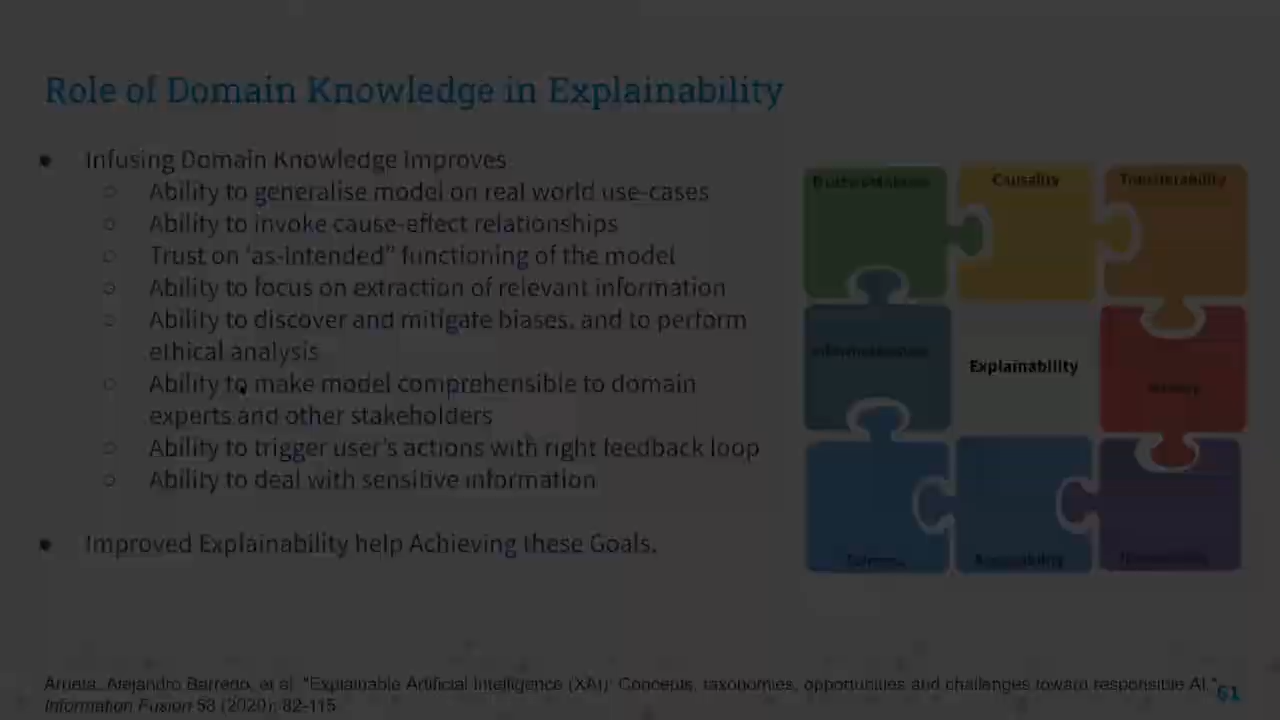 Role of Domain Knowledge in Explainability
● Infusing Domain Knowledge Improves
○ Ability to generalise model on real world use-cases
○ Ability to invoke cause-effect relationships
○ Trust on "as-intended" functioning of the model
○ Ability to focus on extraction of relevant information
○ Ability to discover and mitigate biases, and to perform
ethical analysis
○ Ability to make model comprehensible to domain
experts and other stakeholders
○ Ability to trigger user's actions with right feedback loop
○ Ability to deal with sensitive information
● Improved Explainability help Achieving these Goals.
Trustworthiness
Causality
Transferability
Explainability
Accessibility
Arrieta, Alejandro Barredo, et al. "Explainable Artificial Intelligence (XAI): Concepts, taxonomies, opportunities and challenges toward responsible AI."
Information Fusion 58 (2020): 82-115
61